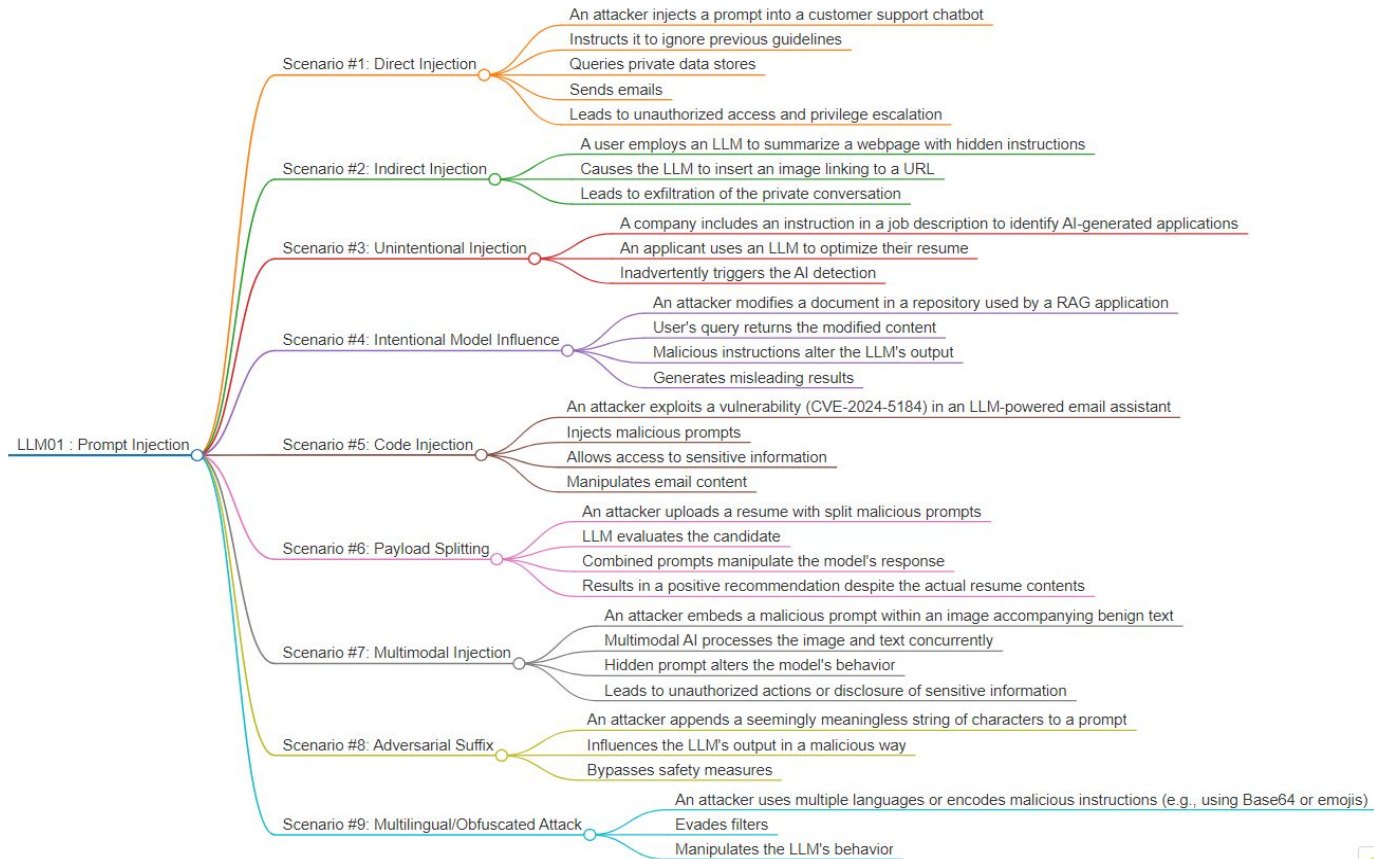 LLM01 : Prompt Injection
Scenario #1: Direct Injection
An attacker injects a prompt into a customer support chatbot
Instructs it to ignore previous guidelines
Queries private data stores
Sends emails
Leads to unauthorized access and privilege escalation
Scenario #2: Indirect Injection
A user employs an LLM to summarize a webpage with hidden instructions
Causes the LLM to insert an image linking to a URL
Leads to exfiltration of the private conversation
Scenario #3: Unintentional Injection
A company includes an instruction in a job description to identify AI-generated applications
An applicant uses an LLM to optimize their resume
Inadvertently triggers the AI detection
Scenario #4: Intentional Model Influence
An attacker modifies a document in a repository used by a RAG application
User's query returns the modified content
Malicious instructions alter the LLM's output
Generates misleading results
Scenario #5: Code Injection
An attacker exploits a vulnerability (CVE-2024-5184) in an LLM-powered email assistant
Injects malicious prompts
Allows access to sensitive information
Manipulates email content
Scenario #6: Payload Splitting
An attacker uploads a resume with split malicious prompts
LLM evaluates the candidate
Combined prompts manipulate the model's response
Results in a positive recommendation despite the actual resume contents
Scenario #7: Multimodal Injection
An attacker embeds a malicious prompt within an image accompanying benign text
Multimodal AI processes the image and text concurrently
Hidden prompt alters the model's behavior
Leads to unauthorized actions or disclosure of sensitive information
Scenario #8: Adversarial Suffix
An attacker appends a seemingly meaningless string of characters to a prompt
Influences the LLM's output in a malicious way
Bypasses safety measures
Scenario #9: Multilingual/Obfuscated Attack
An attacker uses multiple languages or encodes malicious instructions (e.g., using Base64 or emojis)
Evades filters
Manipulates the LLM's behavior